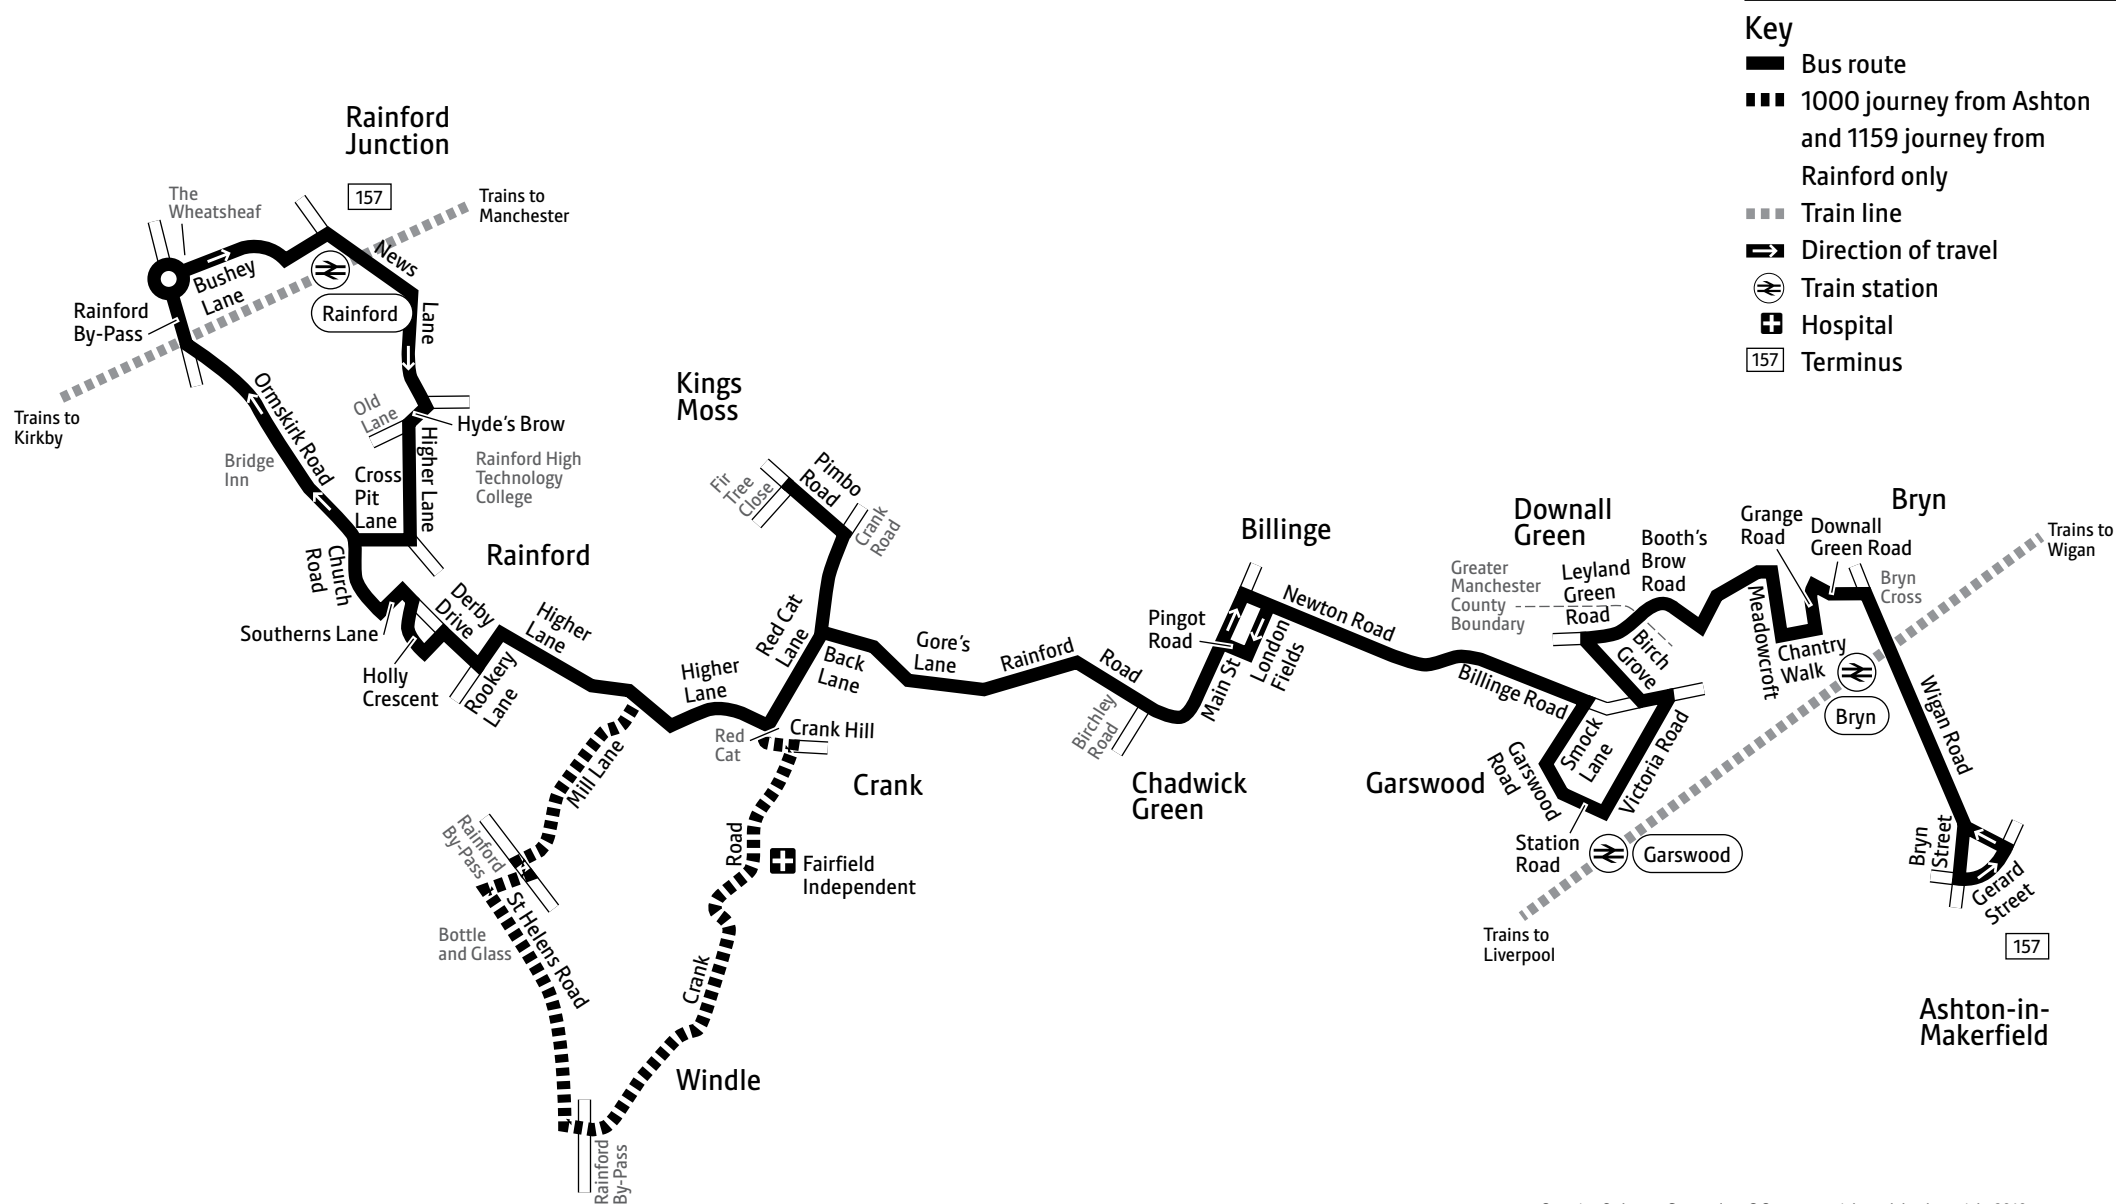 Key
Bus route
1000 journey from Ashton
and 1159 journey from
Rainford only
Train line
Direction of travel
Train station
Hospital
157 Terminus
Rainford
Junction
157
Trains to
Manchester
The
Wheatsheaf
News
Lane
Bushey
Lane
Rainford
Rainford
By-Pass
Trains to
Kirkby
Old
Lane
Hyde's Brow
Ormskirk Road
Bridge
Inn
Higher Lane
Cross
Pit
Lane
Rainford High
Technology
College
Church
Road
Rainford
Southerns Lane
Derby
Drive
Holly
Crescent
Rookery
Lane
Higher
Lane
Higher
Lane
Kings
Moss
Fir
Tree
Close
Pimbo
Road
Crank
Road
Red Cat
Lane
Back
Lane
Gore's
Lane
Rainford
Road
Red
Cat
Crank Hill
Crank
Mill Lane
Rainford
By-Pass
St Helens Road
Bottle
and Glass
Road
Crank
Fairfield
Independent
Windle
Rainford
By-Pass
Birchley
Road
Chadwick
Green
Billinge
Pingot
Road
Main St
London
Fields
Newton Road
Billinge Road
Garswood
Garswood
Road
Smock
Lane
Victoria Road
Station
Road
Garswood
Trains to
Liverpool
Downall
Green
Greater
Manchester
County
Boundary
Leyland
Green
Road
Birch
Grove
Booth's
Brow
Road
Meadowcroft
Grange
Road
Chantry
Walk
Downall
Green Road
Bryn
Bryn
Cross
Trains to
Wigan
Bryn
Wigan Road
Bryn
Street
Gerard
Street
157
Ashton-in-
Makerfield